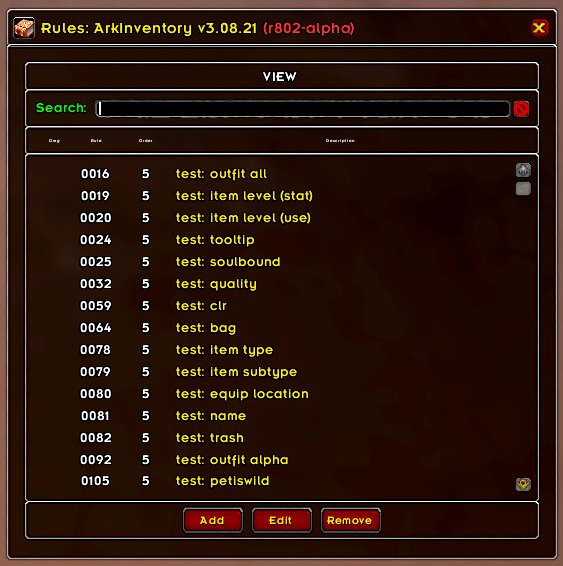 Rules: ArkInventory v3.08.21 (r802-alpha)
VIEW
Search:
Dmg Rule Order Description
0016 5 test: outfit all
0019 5 test: item level (stat)
0020 5 test: item level (use)
0024 5 test: tooltip
0025 5 test: soulbound
0032 5 test: quality
0059 5 test: clr
0064 5 test: bag
0078 5 test: item type
0079 5 test: item subtype
0080 5 test: equip location
0081 5 test: name
0082 5 test: trash
0092 5 test: outfit alpha
0105 5 test: petiswild
Add Edit Remove